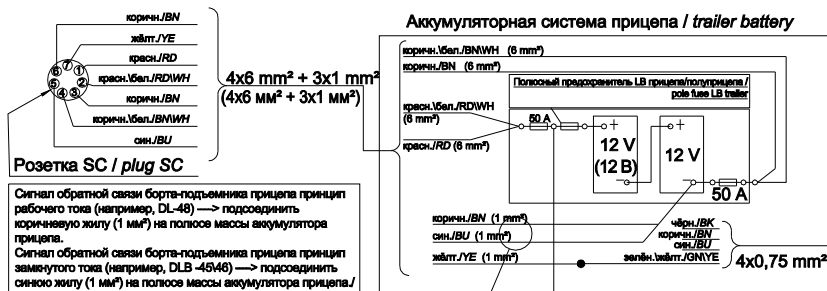 коричн./BN
жёлт./YE
красн./RD
красн.\бел./RD\WH
коричн./BN
коричн.\бел./BN\WH
син./BU
6 7 1
5 2
4 3
4x6 mm² + 3x1 mm²
(4x6 мм² + 3x1 мм²)
Розетка SC / plug SC
Сигнал обратной связи борта-подъемника прицепа принцип
рабочего тока (например, DL-48) ----> подсоединить
коричневую жилу (1 мм²) на полюсе массы аккумулятора
прицепа.
Сигнал обратной связи борта-подъемника прицепа принцип
замкнутого тока (например, DLB -45\46) ----> подсоединить
синюю жилу (1 мм²) на полюсе массы аккумулятора прицепа./
Аккумуляторная система прицепа / trailer battery
коричн.\бел./BN\WH (6 mm²)
коричн./BN (6 mm²)
Полюсный предохранитель LB прицепа/полуприцепа /
pole fuse LB trailer
красн.\бел./RD\WH
(6 mm²)
красн./RD (6 mm²)
50 A
+
12 V
(12 В)
–
+
12 V
–
50 A
коричн./BN (1 mm²)
син./BU (1 mm²)
жёлт./YE (1 mm²)
чёрн./BK
коричн./BN
син./BU
зелён.\жёлт./GN\YE
4x0,75 mm²